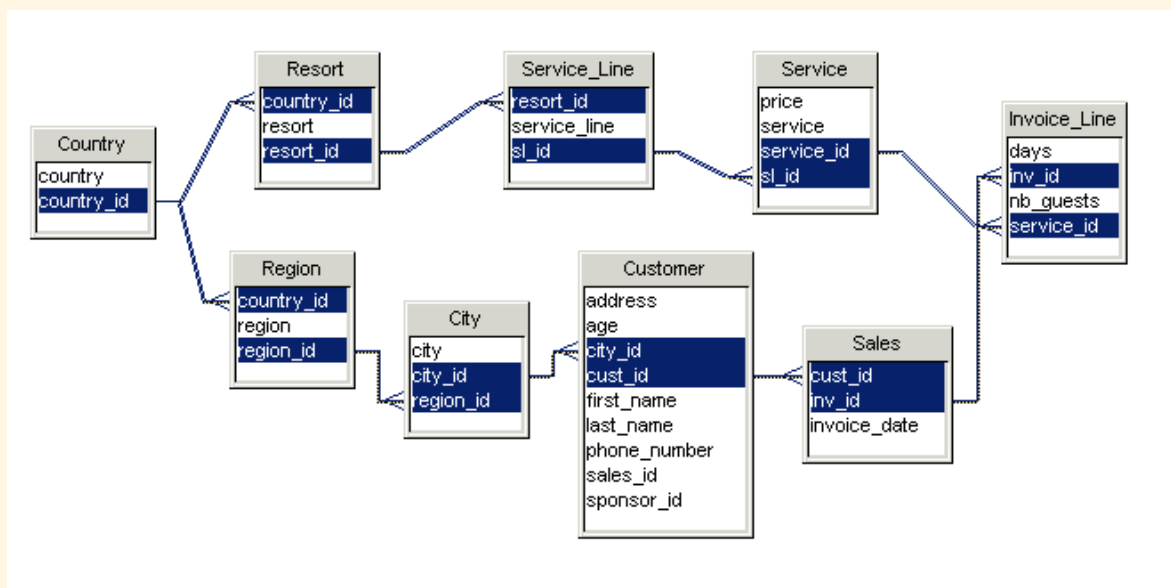 Country
country
country_id
Resort
country_id
resort
resort_id
Service_Line
resort_id
service_line
sl_id
Service
price
service
service_id
sl_id
Invoice_Line
days
inv_id
nb_guests
service_id
Region
country_id
region
region_id
City
city
city_id
region_id
Customer
address
age
city_id
cust_id
first_name
last_name
phone_number
sales_id
sponsor_id
Sales
cust_id
inv_id
invoice_date